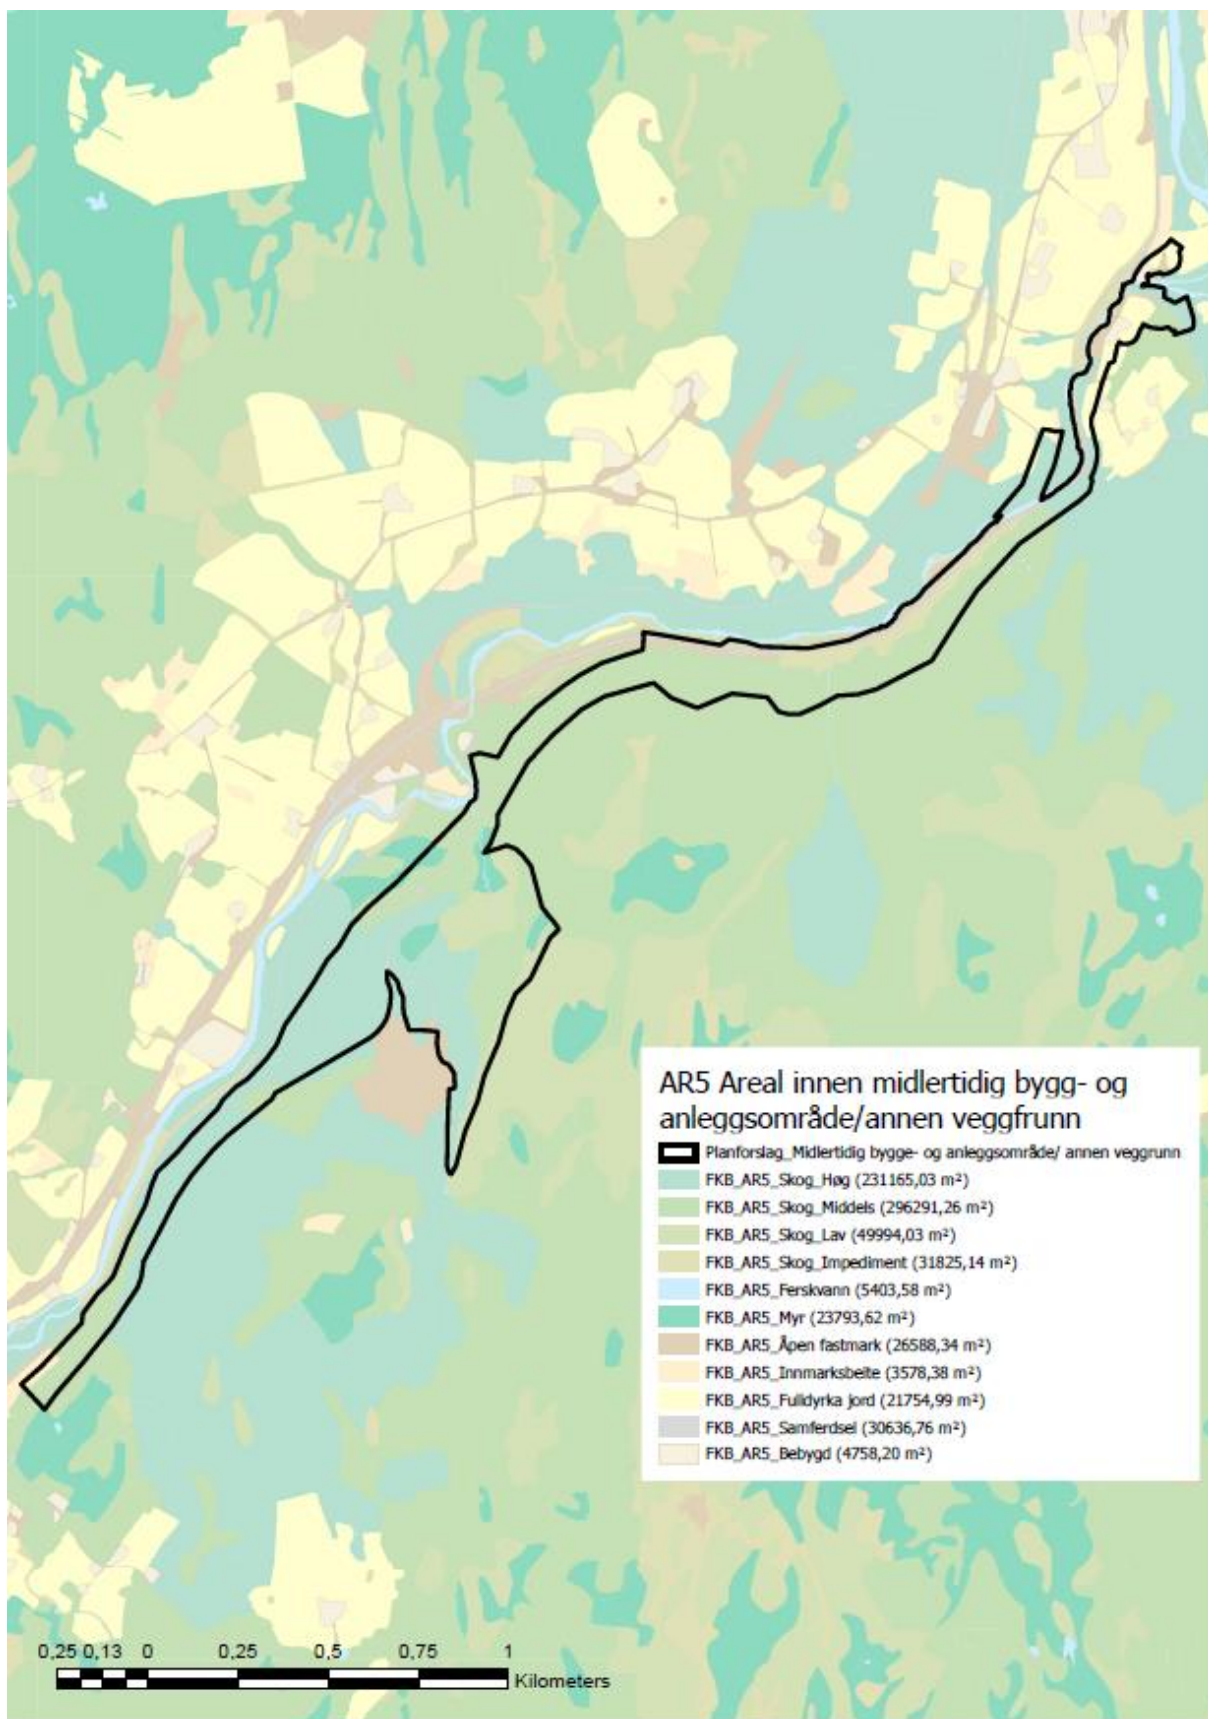 AR5 Areal innen midlertidig bygg- og
anleggsområde/annen veggfrunn
Planforslag_Midlertidig bygge- og anleggsområde/ annen veggrunn
FKB_AR5_Skog_Høg (231165,03 m²)
FKB_AR5_Skog_Middels (296291,26 m²)
FKB_AR5_Skog_Lav (49994,03 m²)
FKB_AR5_Skog_Impediment (31825,14 m²)
FKB_AR5_Ferskvann (5403,58 m²)
FKB_AR5_Myr (23793,62 m²)
FKB_AR5_Åpen fastmark (26588,34 m²)
FKB_AR5_Innmarksbeite (3578,38 m²)
FKB_AR5_Fulldyrka jord (21754,99 m²)
FKB_AR5_Samferdsel (30636,76 m²)
FKB_AR5_Bebygd (4758,20 m²)
0,25 0,13 0 0,25 0,5 0,75 1
Kilometers